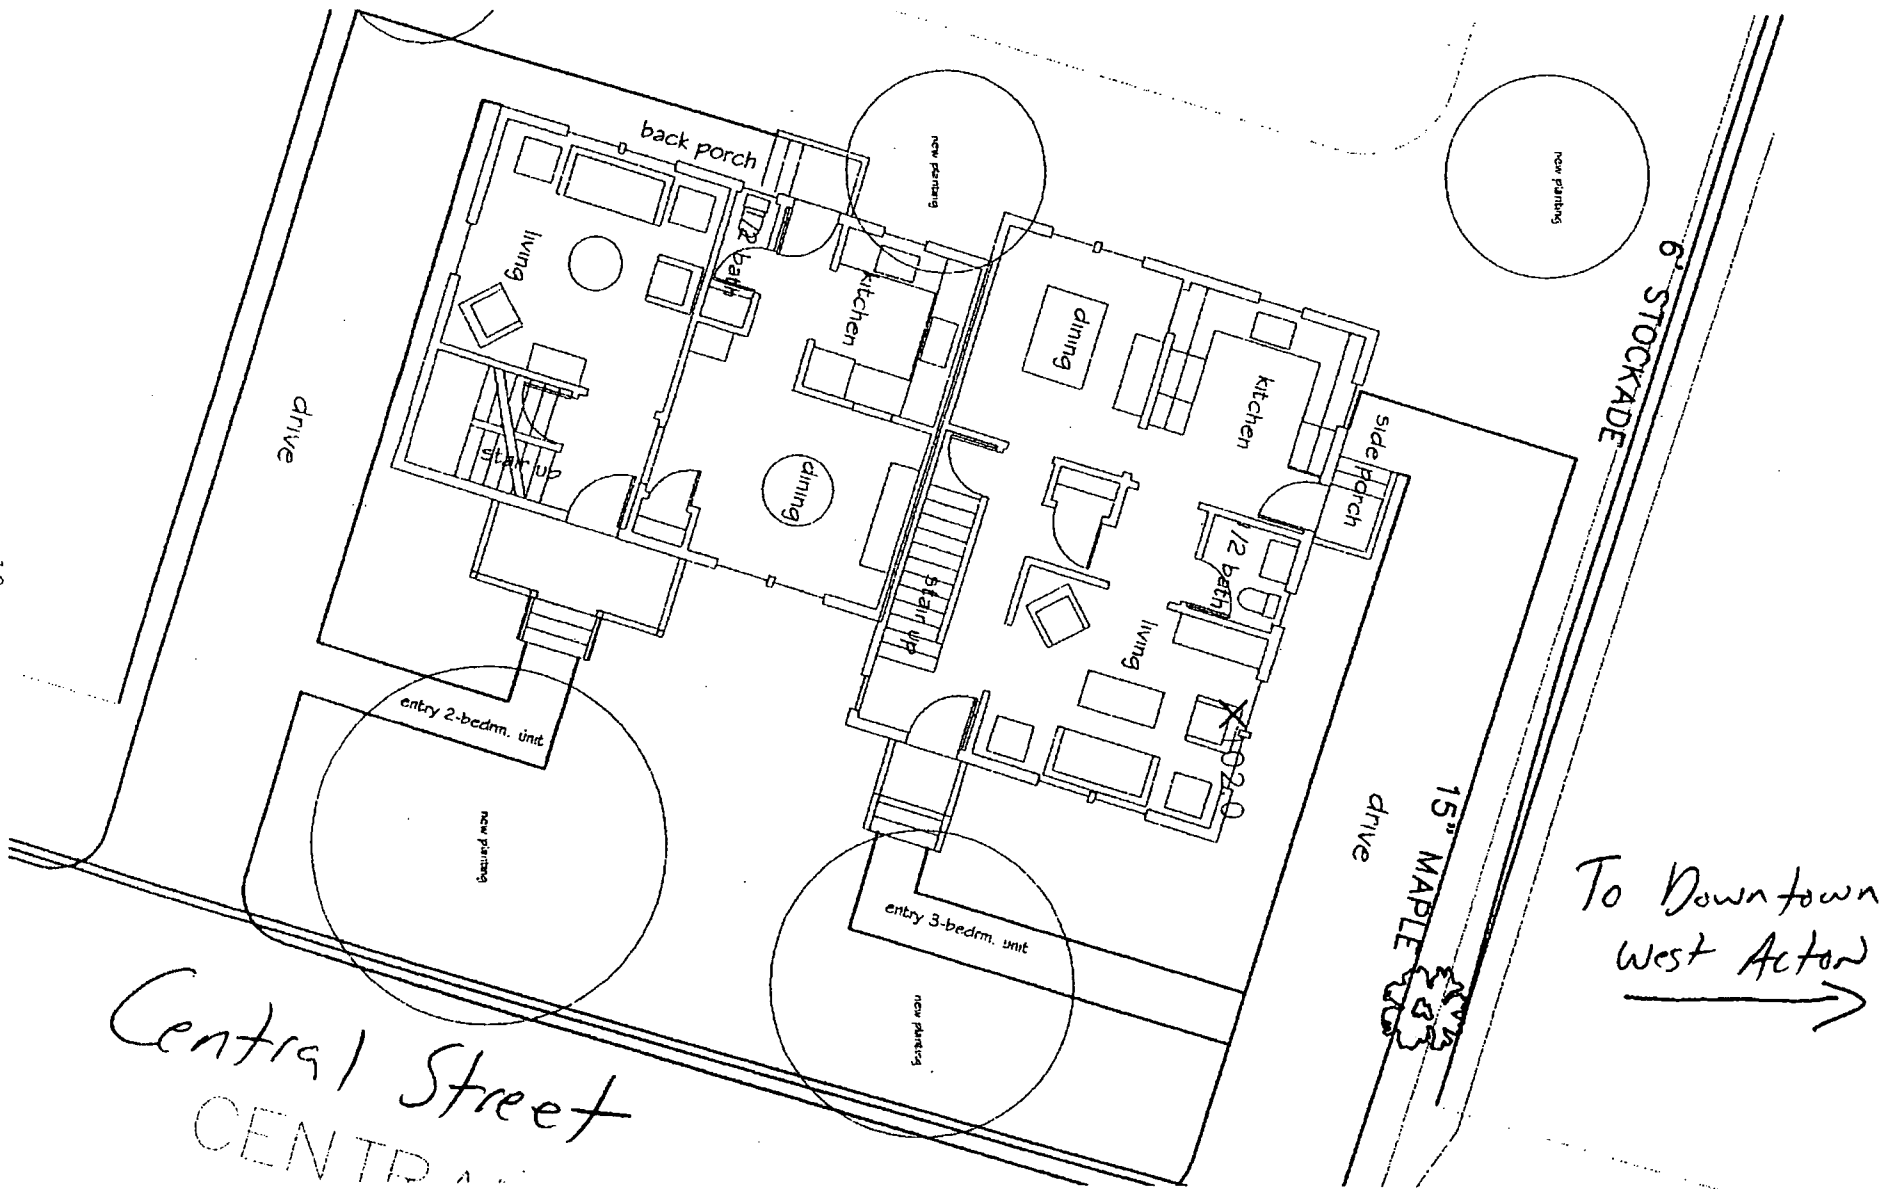 back porch
new planting
new planting
living
1/2 bath
kitchen
dining
kitchen
side porch
6' STOCKADE
drive
stair up
dining
stair up
1/2 bath
living
entry 2-bedrm. unit
drive
15" MAPLE
new planting
entry 3-bedrm. unit
new planting
To Downtown
West Acton
Central Street